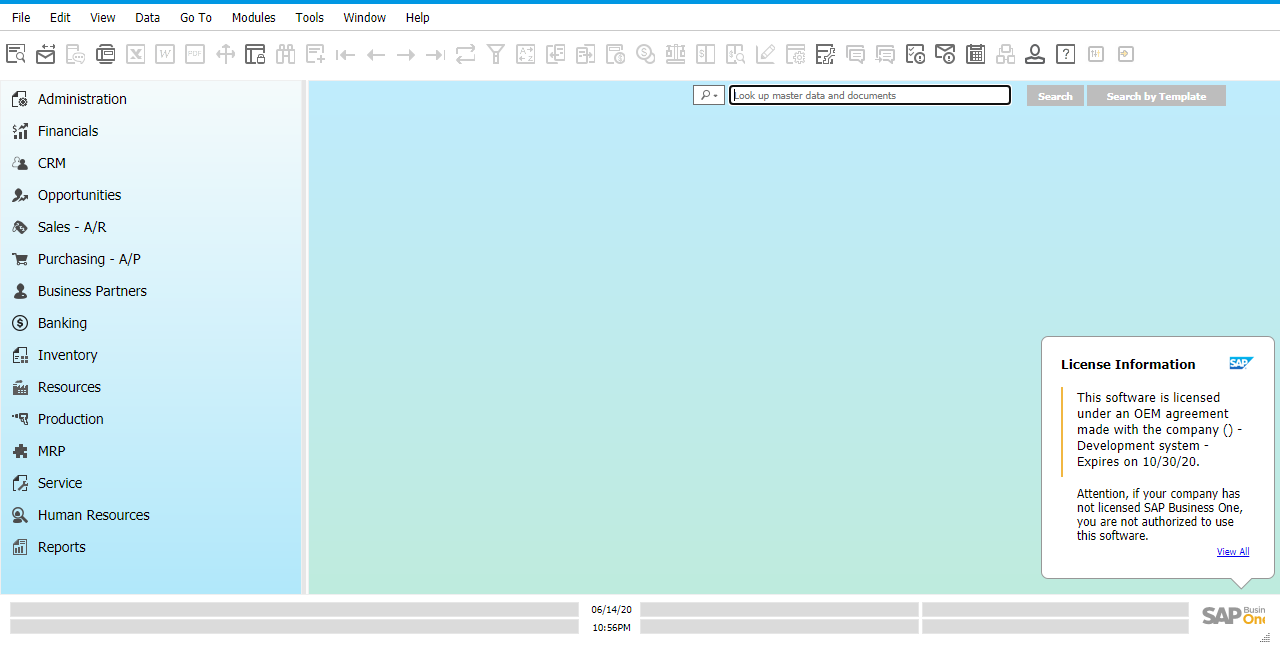 File Edit View Data Go To Modules Tools Window Help
Look up master data and documents Search Search by Template
Administration
Financials
CRM
Opportunities
Sales - A/R
Purchasing - A/P
Business Partners
Banking
Inventory
Resources
Production
MRP
Service
Human Resources
Reports
License Information SAP
This software is licensed
under an OEM agreement
made with the company () -
Development system -
Expires on 10/30/20.
Attention, if your company has
not licensed SAP Business One,
you are not authorized to use
this software.
View All
06/14/20
10:56PM
SAP Busin
One